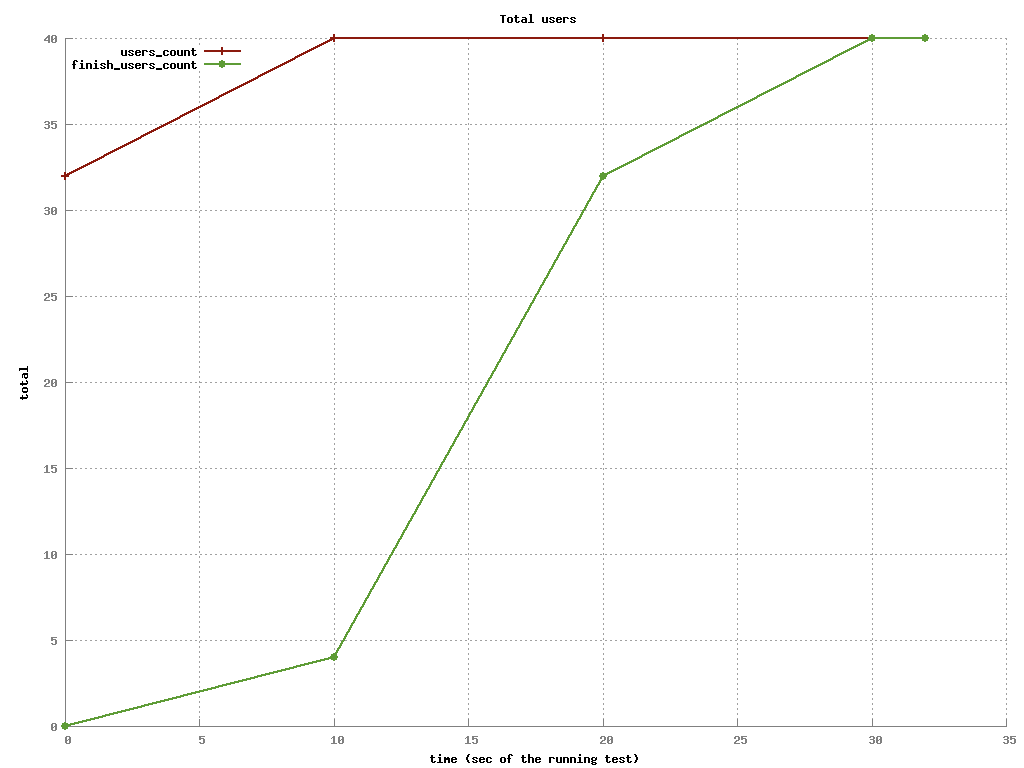 Total users
users_count
finish_users_count
40
35
30
25
20
15
10
5
0
total
0 5 10 15 20 25 30 35
time (sec of the running test)